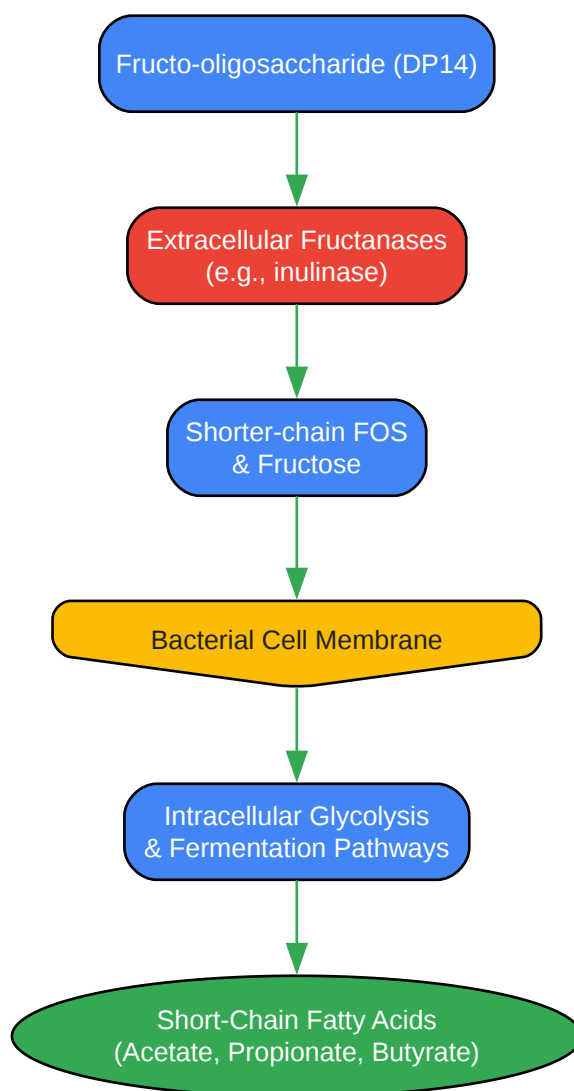 Fructo-oligosaccharide (DP14)
Extracellular Fructanases
(e.g., inulinase)
Shorter-chain FOS
& Fructose
Bacterial Cell Membrane
Intracellular Glycolysis
& Fermentation Pathways
Short-Chain Fatty Acids
(Acetate, Propionate, Butyrate)